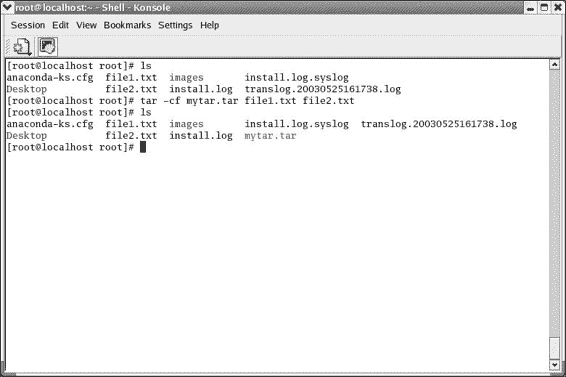 root@localhost:~ - Shell - Konsole
Session Edit View Bookmarks Settings Help
[root@localhost root]# ls
anaconda-ks.cfg file1.txt images install.log.syslog
Desktop file2.txt install.log translog.20030525161738.log
[root@localhost root]# tar -cf mytar.tar file1.txt file2.txt
[root@localhost root]# ls
anaconda-ks.cfg file1.txt images install.log.syslog translog.20030525161738.log
Desktop file2.txt install.log mytar.tar
[root@localhost root]#